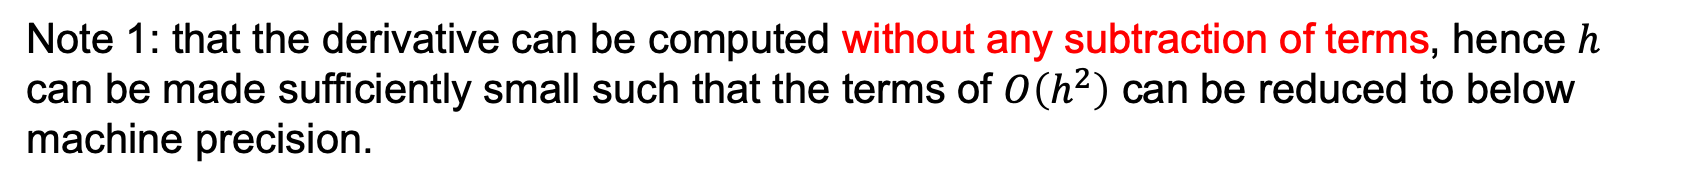 Note 1: that the derivative can be computed without any subtraction of terms, hence h
can be made sufficiently small such that the terms of O(h²) can be reduced to below
machine precision.